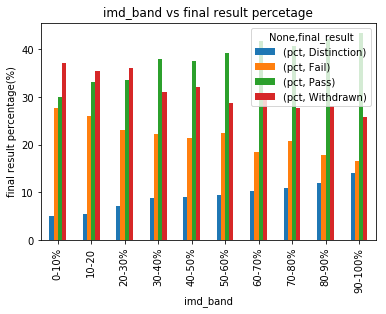 imd_band vs final result percetage
None,final_result
(pct, Distinction)
(pct, Fail)
(pct, Pass)
(pct, Withdrawn)
final result percentage(%)
40
30
20
10
0
0-10%
10-20
20-30%
30-40%
40-50%
50-60%
60-70%
70-80%
80-90%
90-100%
imd_band